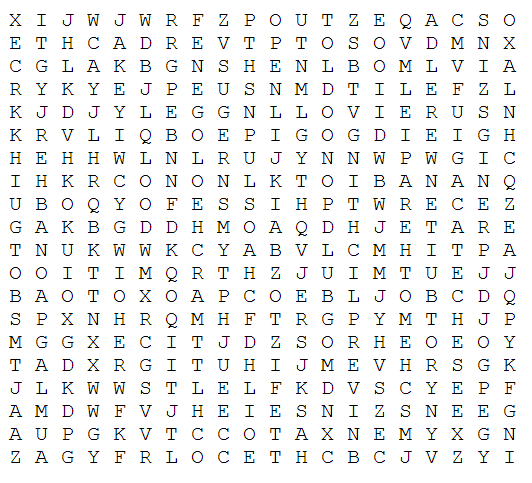 X I J W J W R F Z P O U T Z E Q A C S O
E T H C A D R E V T P T O S O V D M N X
C G L A K B G N S H E N L B O M L V I A
R Y K Y E J P E U S N M D T I L E F Z L
K J D J Y L E G G N L L O V I E R U S N
K R V L I Q B O E P I G O G D I E I G H
H E H H W L N L R U J Y N N W P W G I C
I H K R C O N O N L K T O I B A N A N Q
U B O Q Y O F E S S I H P T W R E C E Z
G A K B G D D H M O A Q D H J E T A R E
T N U K W W K C Y A B V L C M H I T P A
O O I T I M Q R T H Z J U I M T U E J J
B A O T O X O A P C O E B L J O B C D Q
S P X N H R Q M H F T R G P Y M T H J P
M G G X E C I T J D Z S O R H E O E O Y
T A D X R G I T U H I J M E V H R S G K
J L K W W S T L E L F K D V S C Y E P F
A M D W F V J H E I E S N I Z S N E E G
A U P G K V T C C O T A X N E M Y X G N
Z A G Y F R L O C E T H C B C J V Z Y I